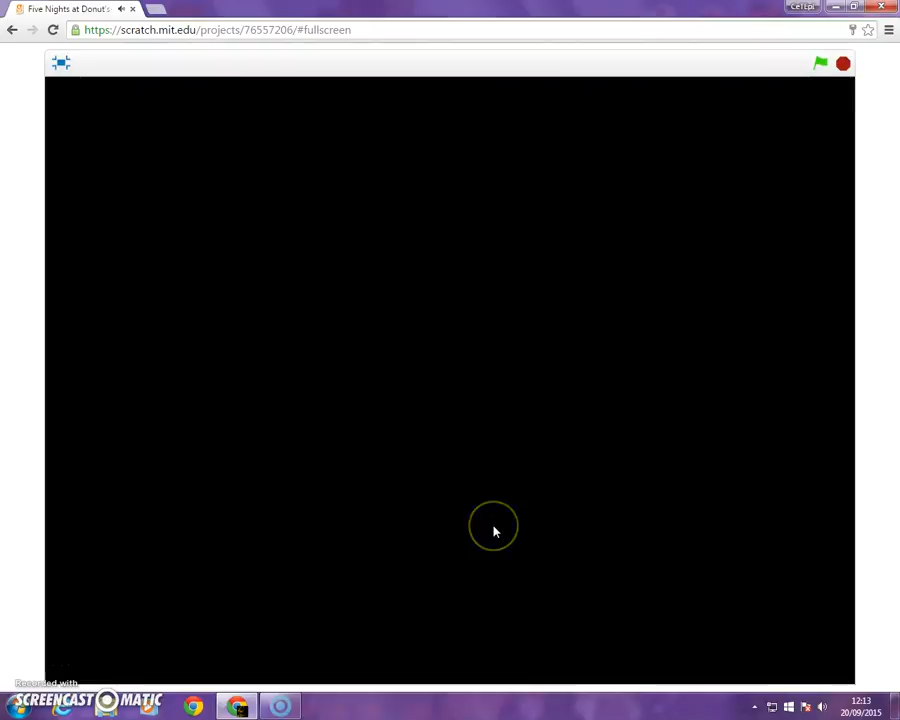 Five Nights at Donut's
CeTEpi
https://scratch.mit.edu/projects/76557206/#fullscreen
Recorded with
SCREENCAST MATIC
12:13
20/09/2015